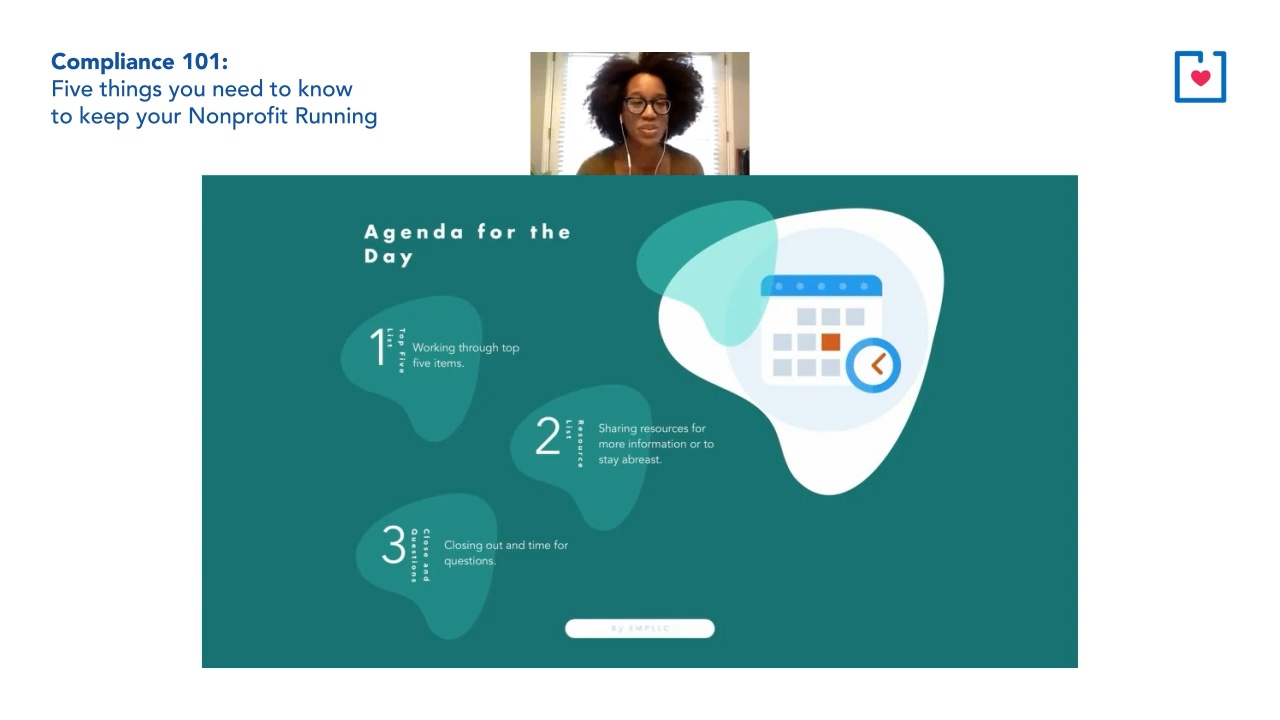 Compliance 101:
Five things you need to know
to keep your Nonprofit Running
Agenda for the
Day
1
Top Five
List
Working through top
five items.
2
Resource
List
Sharing resources for
more information or to
stay abreast.
3
Close and
Questions
Closing out and time for
questions.
By SMPLLC